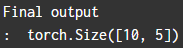 Final output
:  torch.Size([10, 5])